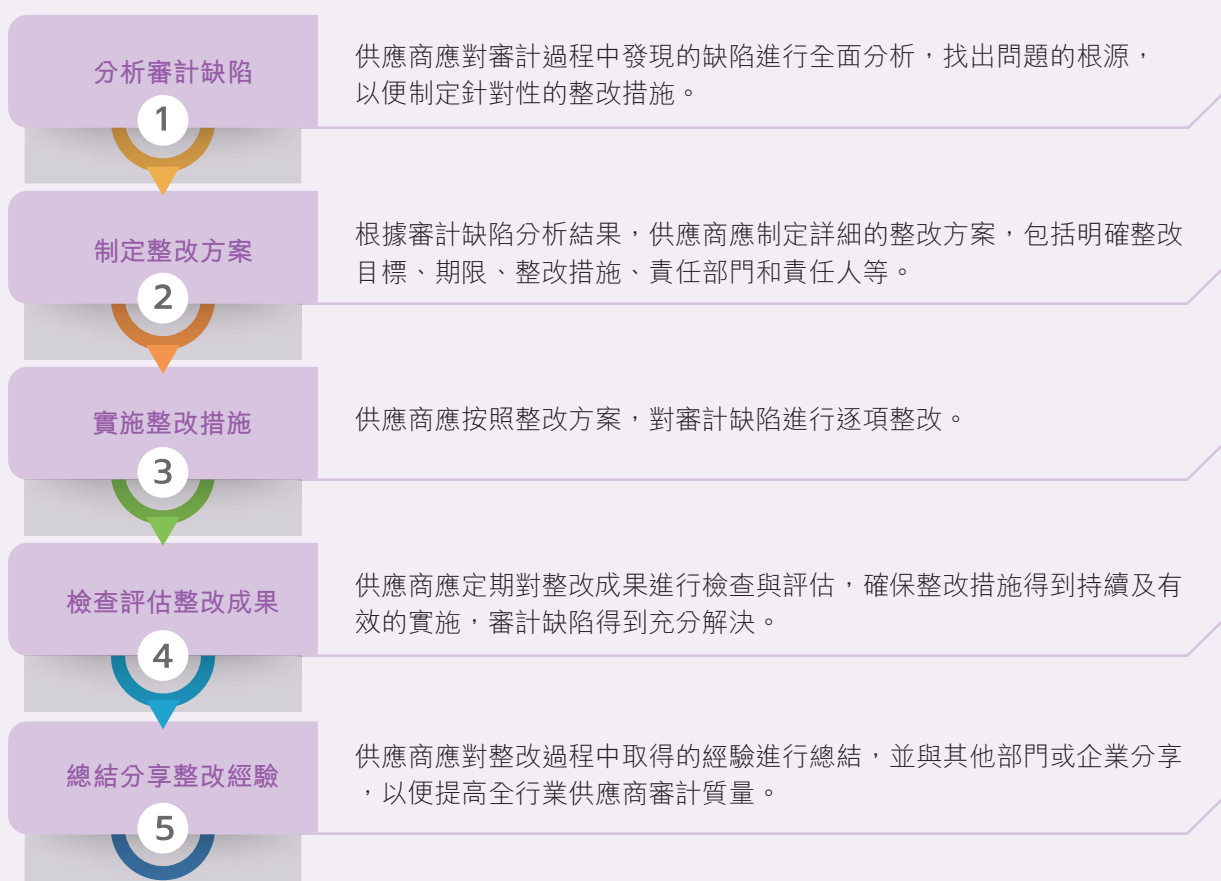 分析審計缺陷
1
供應商應對審計過程中發現的缺陷進行全面分析，找出問題的根源，
以便制定針對性的整改措施。
制定整改方案
2
根據審計缺陷分析結果，供應商應制定詳細的整改方案，包括明確整改
目標、期限、整改措施、責任部門和責任人等。
實施整改措施
3
供應商應按照整改方案，對審計缺陷進行逐項整改。
檢查評估整改成果
4
供應商應定期對整改成果進行檢查與評估，確保整改措施得到持續及有
效的實施，審計缺陷得到充分解決。
總結分享整改經驗
5
供應商應對整改過程中取得的經驗進行總結，並與其他部門或企業分享
，以便提高全行業供應商審計質量。